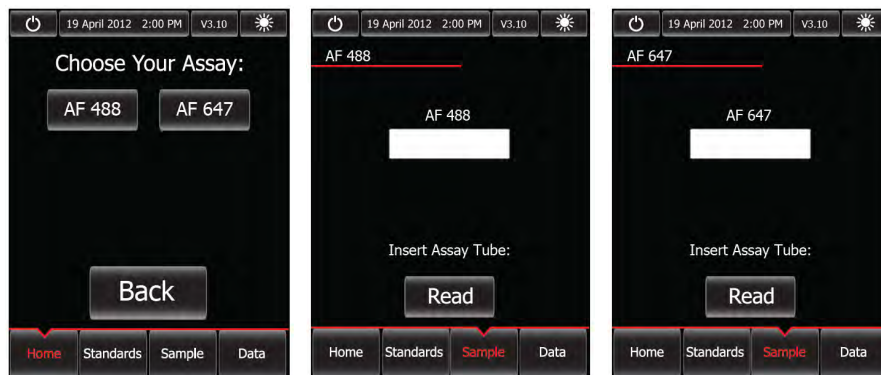 19 April 2012 2:00 PM V3.10
Choose Your Assay:
AF 488 AF 647
Back
Home Standards Sample Data
19 April 2012 2:00 PM V3.10
AF 488
AF 488
Insert Assay Tube:
Read
Home Standards Sample Data
19 April 2012 2:00 PM V3.10
AF 647
AF 647
Insert Assay Tube:
Read
Home Standards Sample Data